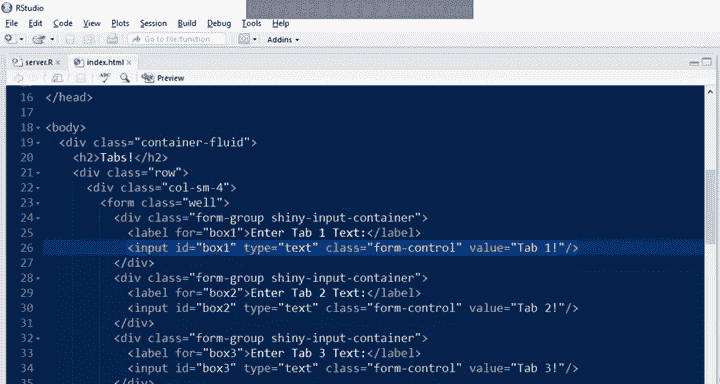 RStudio
File Edit Code View Plots Session Build Debug Tools Help
Go to file/function Addins
server.R index.html
ABC Preview
16 </head>
17
18 <body>
19 <div class="container-fluid">
20 <h2>Tabs!</h2>
21 <div class="row">
22 <div class="col-sm-4">
23 <form class="well">
24 <div class="form-group shiny-input-container">
25 <label for="box1">Enter Tab 1 Text:</label>
26 <input id="box1" type="text" class="form-control" value="Tab 1!"/>
27 </div>
28 <div class="form-group shiny-input-container">
29 <label for="box2">Enter Tab 2 Text:</label>
30 <input id="box2" type="text" class="form-control" value="Tab 2!"/>
31 </div>
32 <div class="form-group shiny-input-container">
33 <label for="box3">Enter Tab 3 Text:</label>
34 <input id="box3" type="text" class="form-control" value="Tab 3!"/>
35 </div>